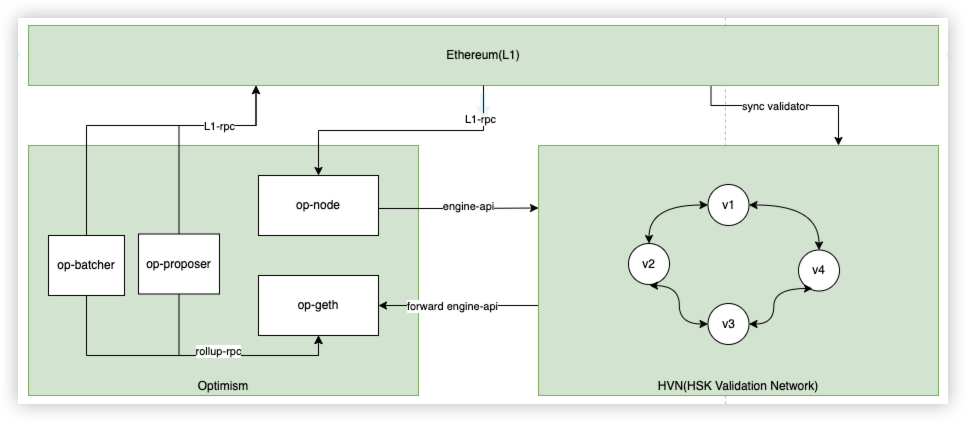 Ethereum(L1)
sync validator
L1-rpc
L1-rpc
op-node
engine-api
v1
op-batcher
op-proposer
v2
v4
op-geth
forward engine-api
v3
rollup-rpc
Optimism
HVN(HSK Validation Network)